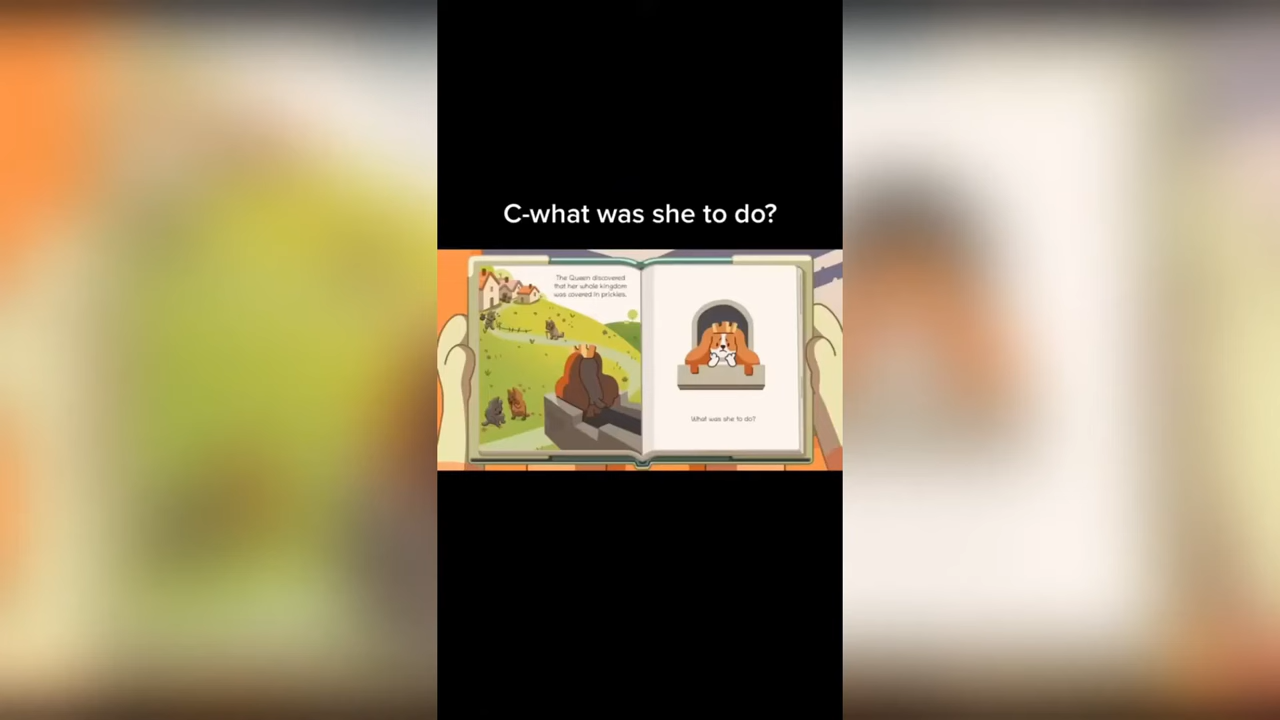 C-what was she to do?
The Queen discovered
that her whole kingdom
was covered in prickles.
What was she to do?